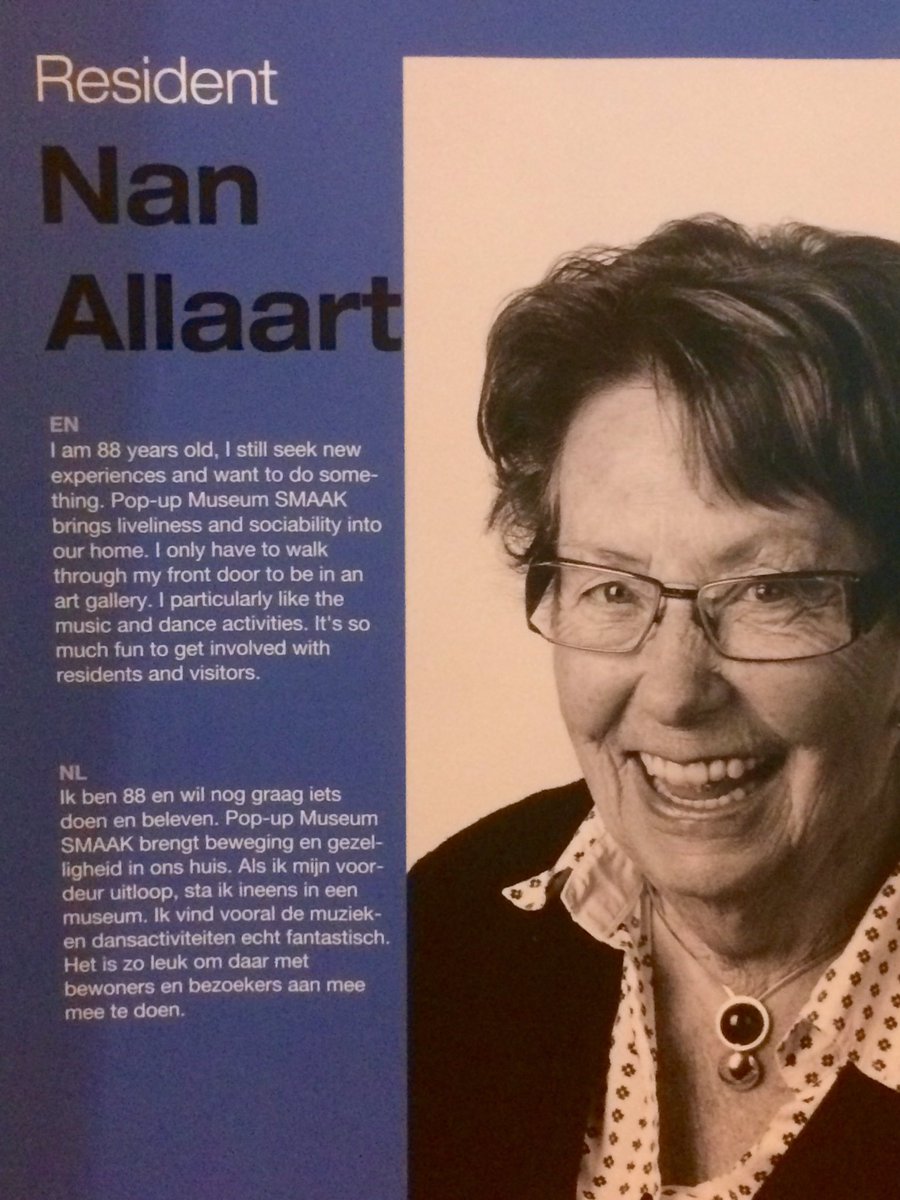 Resident
Nan
Allaart
EN
I am 88 years old, I still seek new
experiences and want to do some-
thing. Pop-up Museum SMAAK
brings liveliness and sociability into
our home. I only have to walk
through my front door to be in an
art gallery. I particularly like the
music and dance activities. It's so
much fun to get involved with
residents and visitors.
NL
Ik ben 88 en wil nog graag iets
doen en beleven. Pop-up Museum
SMAAK brengt beweging en gezel-
ligheid in ons huis. Als ik mijn voor-
deur uitloop, sta ik ineens in een
museum. Ik vind vooral de muziek-
en dansactiviteiten echt fantastisch.
Het is zo leuk om daar met
bewoners en bezoekers aan mee
mee te doen.